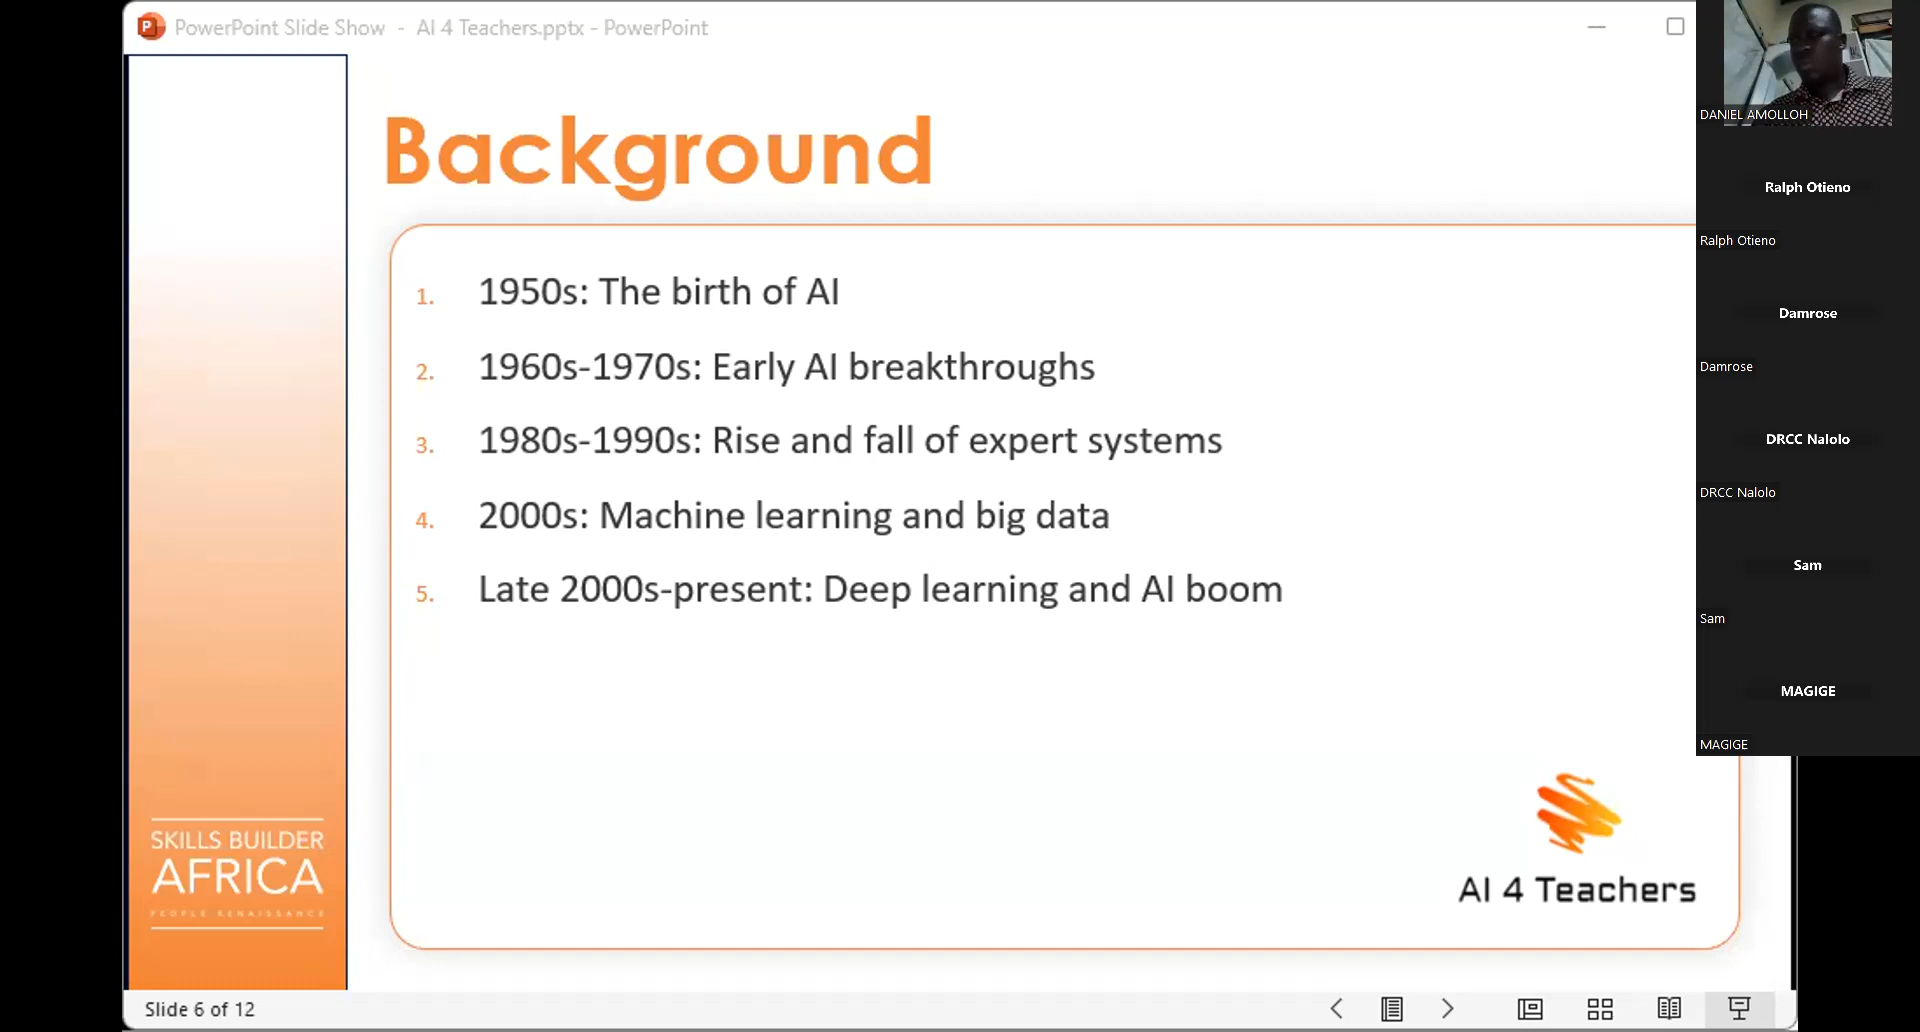 PowerPoint Slide Show - AI 4 Teachers.pptx - PowerPoint
Background
1. 1950s: The birth of AI
2. 1960s-1970s: Early AI breakthroughs
3. 1980s-1990s: Rise and fall of expert systems
4. 2000s: Machine learning and big data
5. Late 2000s-present: Deep learning and AI boom
SKILLS BUILDER
AFRICA
PEOPLE RENAISSANCE
AI 4 Teachers
Slide 6 of 12
DANIEL AMOLLOH
Ralph Otieno
Ralph Otieno
Damrose
Damrose
DRCC Nalolo
DRCC Nalolo
Sam
Sam
MAGIGE
MAGIGE